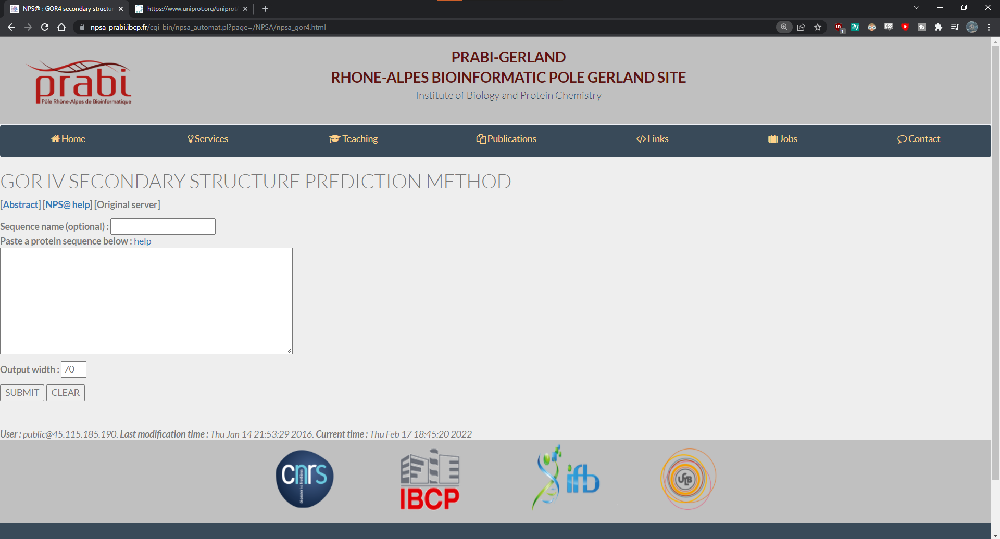 NPS@ : GOR4 secondary structur
https://www.uniprot.org/uniprot/
npsa-prabi.ibcp.fr/cgi-bin/npsa_automat.pl?page=/NPSA/npsa_gor4.html
1
27
prabi
Pôle Rhône-Alpes de Bioinformatique
PRABI-GERLAND
RHONE-ALPES BIOINFORMATIC POLE GERLAND SITE
Institute of Biology and Protein Chemistry
Home Services Teaching Publications Links Jobs Contact
GOR IV SECONDARY STRUCTURE PREDICTION METHOD
[Abstract] [NPS@ help] [Original server]
Sequence name (optional) :
Paste a protein sequence below : help
Output width : 70
SUBMIT CLEAR
User : public@45.115.185.190. Last modification time : Thu Jan 14 21:53:29 2016. Current time : Thu Feb 17 18:45:20 2022
cnrs
dépasser les frontières
IBCP
ifb